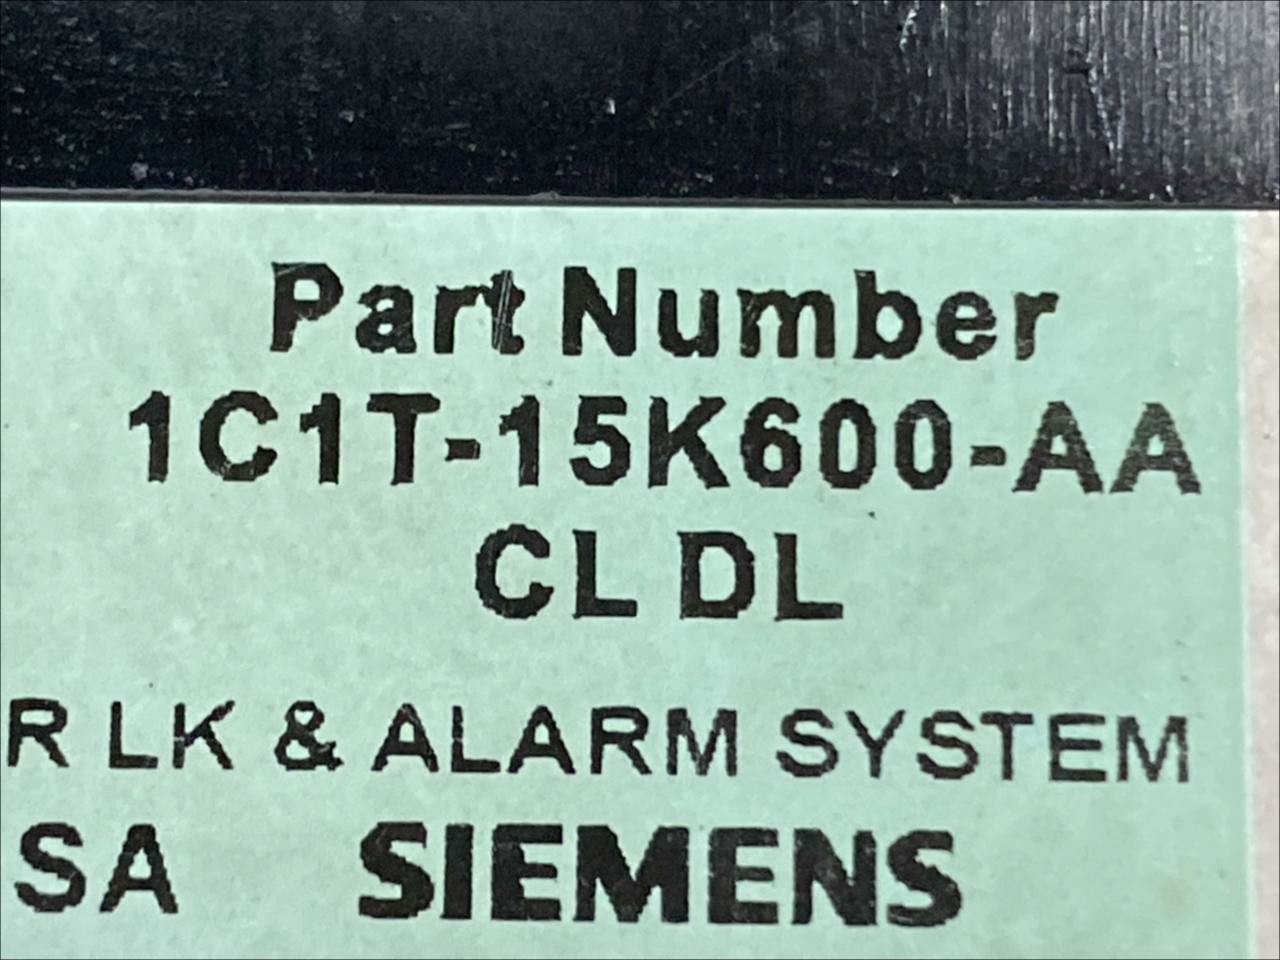 Part Number
1C1T-15K600-AA
CL DL
R LK & ALARM SYSTEM
SA SIEMENS